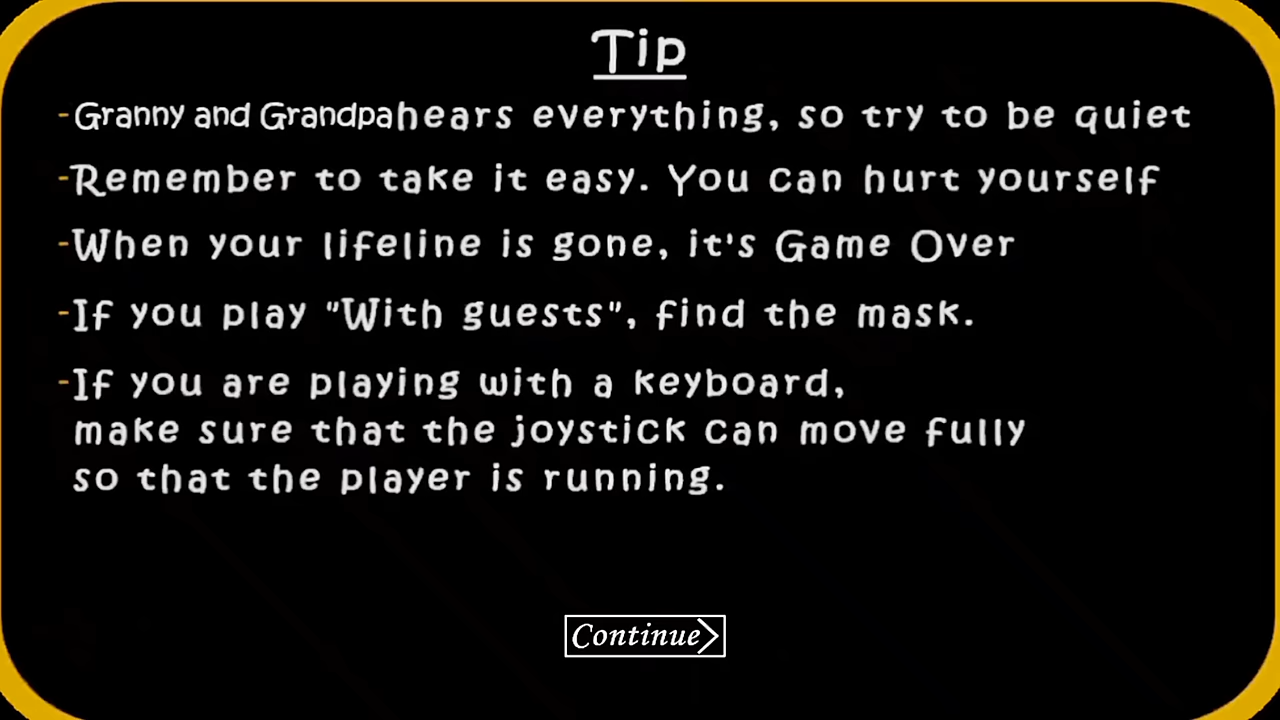 Tip
-Granny and Grandpahears everything, so try to be quiet
-Remember to take it easy. You can hurt yourself
-When your lifeline is gone, it's Game Over
-If you play "With guests", find the mask.
-If you are playing with a keyboard,
make sure that the joystick can move fully
so that the player is running.
Continue>